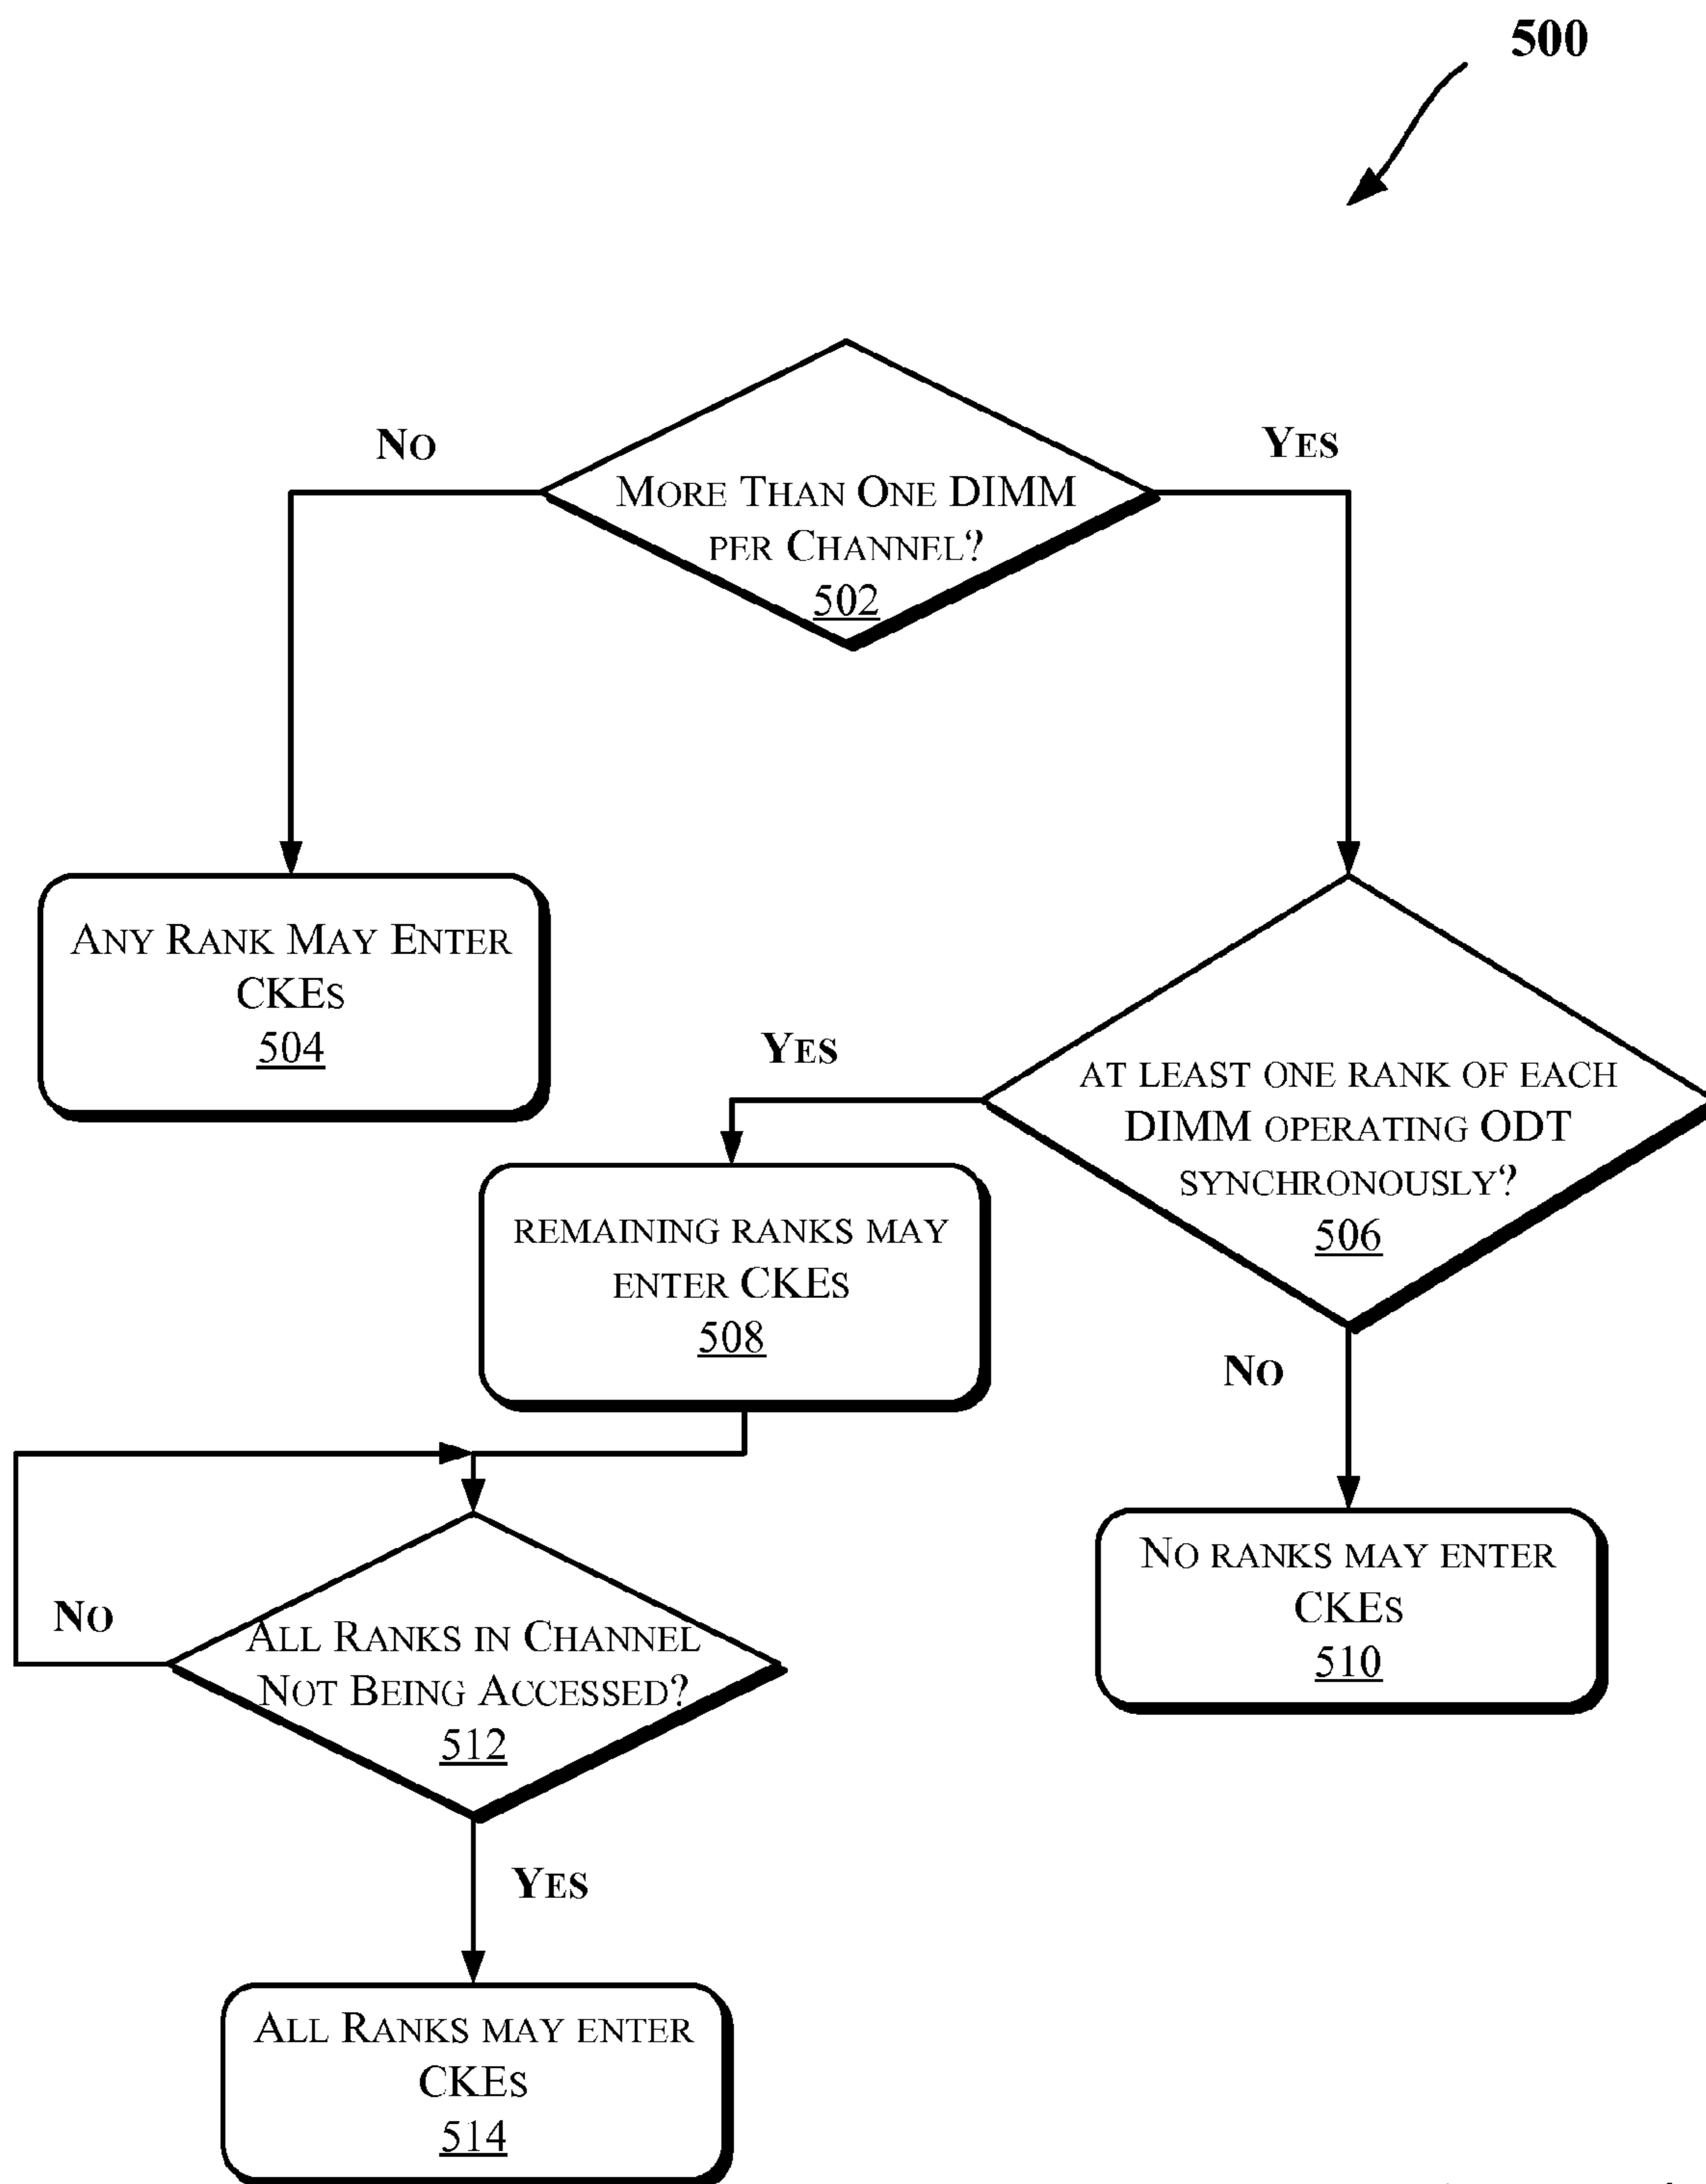 500
No
Yes
More Than One DIMM
per Channel?
502
Any Rank May Enter
CKEs
504
Yes
at least one rank of each
DIMM operating ODT
synchronously?
506
remaining ranks may
enter CKEs
508
No
No ranks may enter
CKEs
510
No
All Ranks in Channel
Not Being Accessed?
512
Yes
All Ranks may enter
CKEs
514